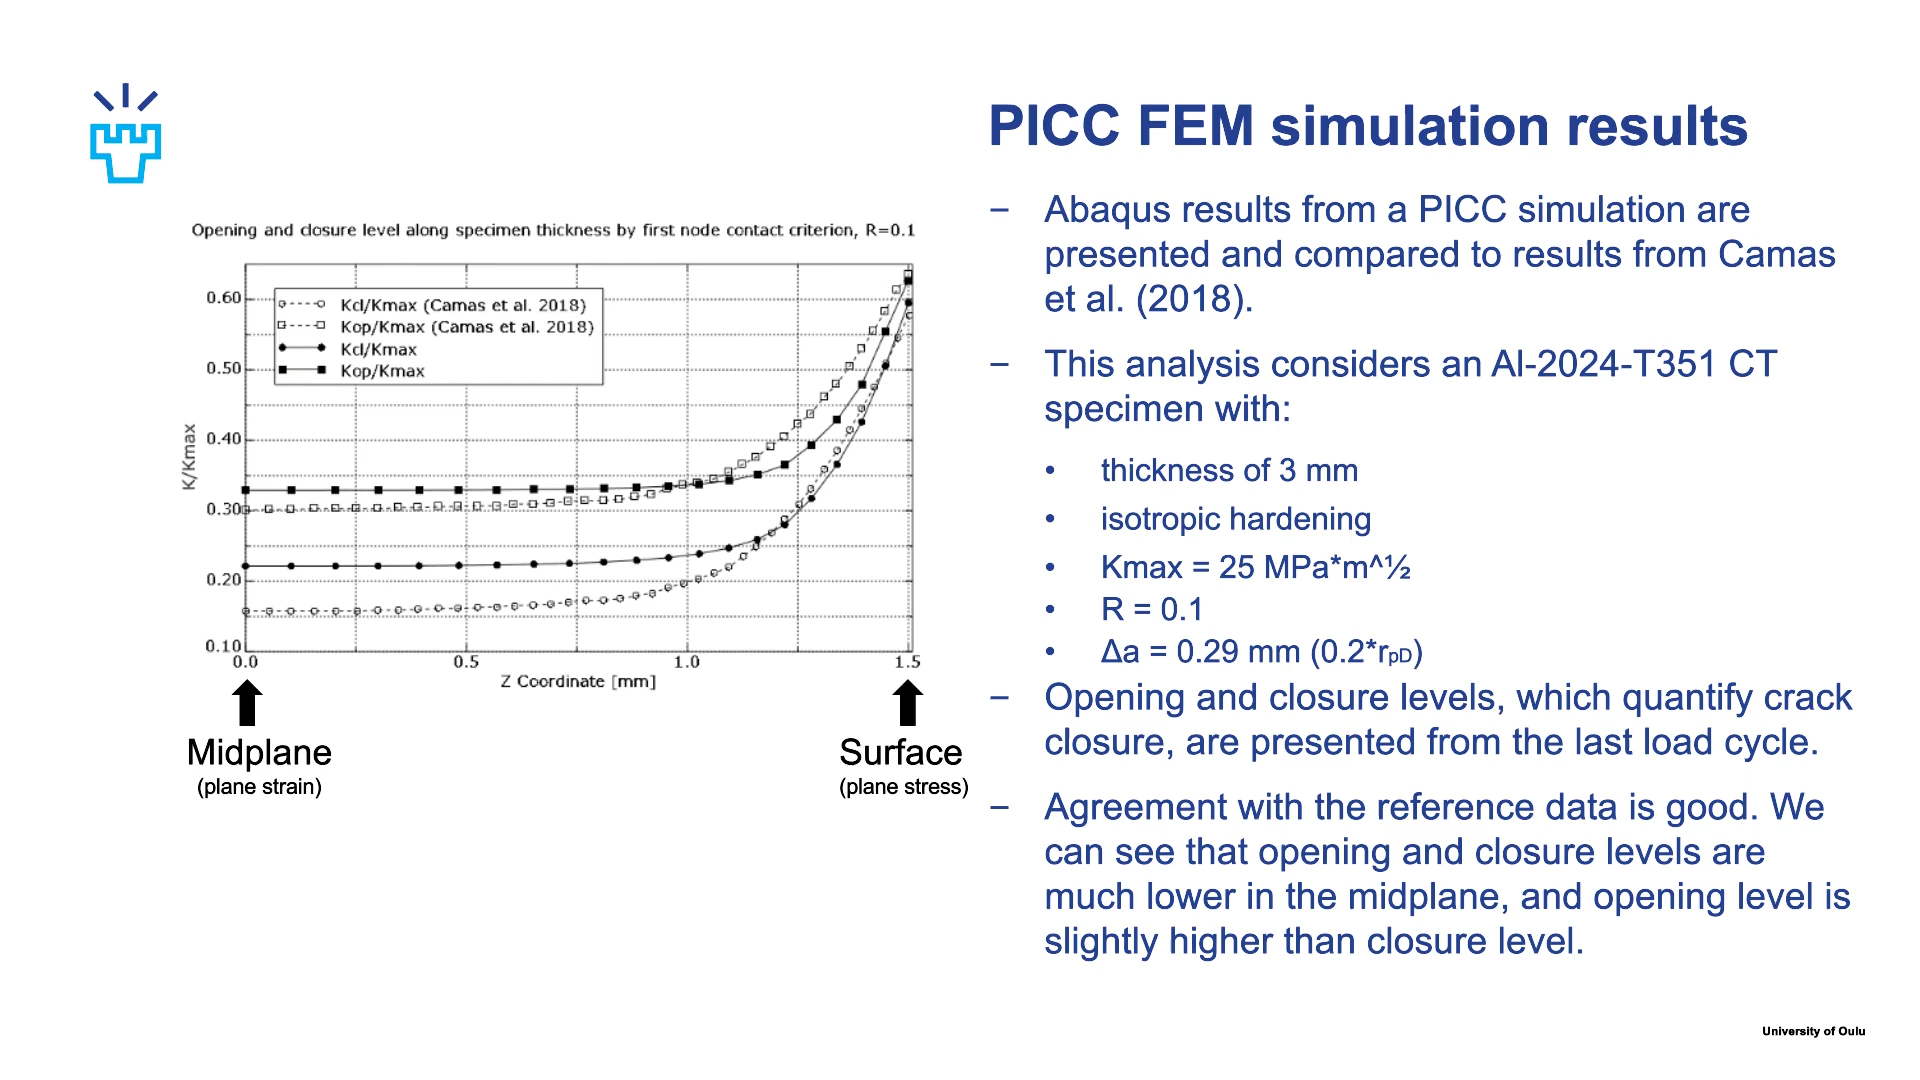 PICC FEM simulation results
Opening and closure level along specimen thickness by first node contact criterion, R=0.1
Kcl/Kmax (Camas et al. 2018)
Kop/Kmax (Camas et al. 2018)
Kcl/Kmax
Kop/Kmax
K/Kmax
0.60
0.50
0.40
0.30
0.20
0.10
0.0
0.5
1.0
1.5
Z Coordinate [mm]
Midplane
(plane strain)
Surface
(plane stress)
– Abaqus results from a PICC simulation are
presented and compared to results from Camas
et al. (2018).
– This analysis considers an Al-2024-T351 CT
specimen with:
• thickness of 3 mm
• isotropic hardening
• Kmax = 25 MPa*m^½
• R = 0.1
• Δa = 0.29 mm (0.2*rpD)
– Opening and closure levels, which quantify crack
closure, are presented from the last load cycle.
– Agreement with the reference data is good. We
can see that opening and closure levels are
much lower in the midplane, and opening level is
slightly higher than closure level.
University of Oulu